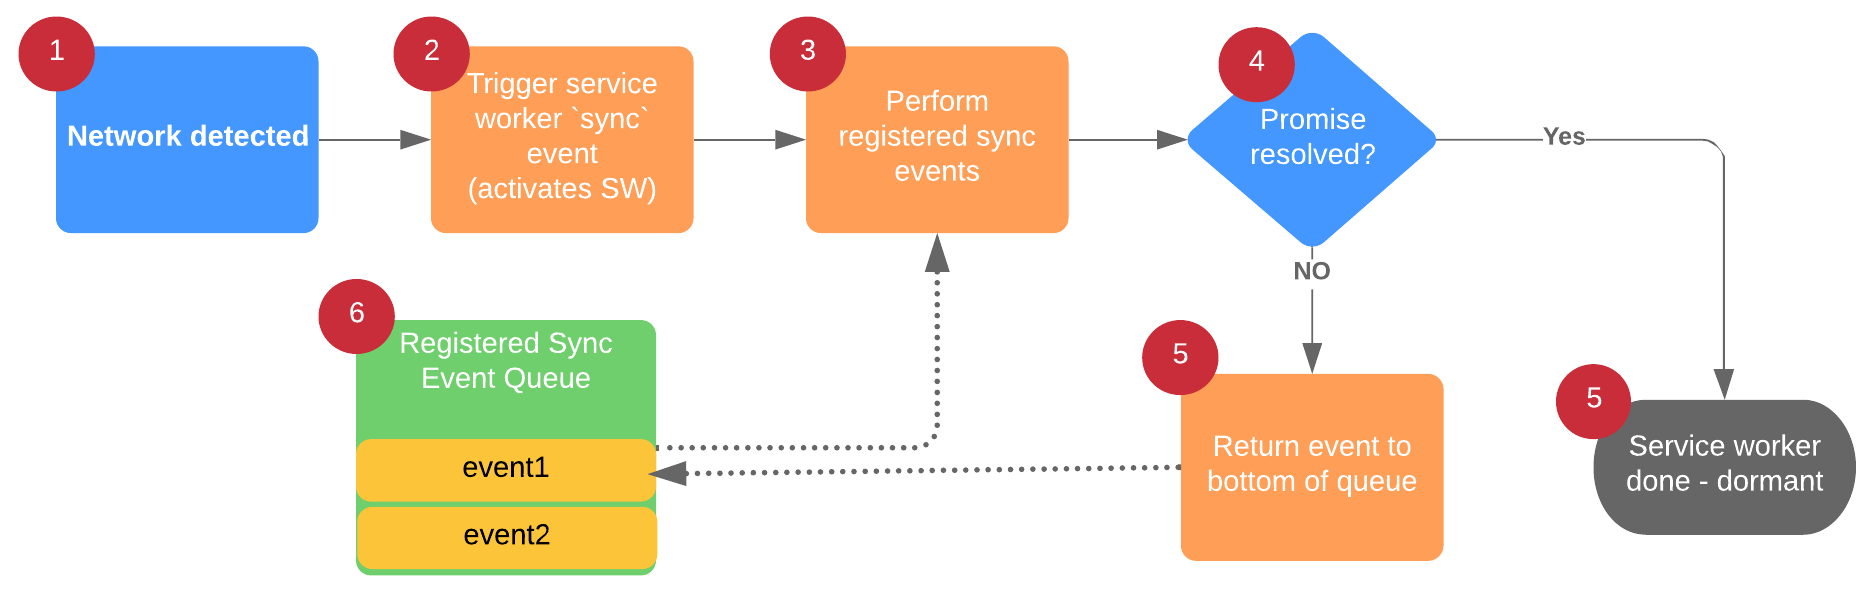 1
Network detected
2
Trigger service
worker `sync`
event
(activates SW)
3
Perform
registered sync
events
4
Promise
resolved?
Yes
NO
6
Registered Sync
Event Queue
event1
event2
5
Return event to
bottom of queue
5
Service worker
done - dormant